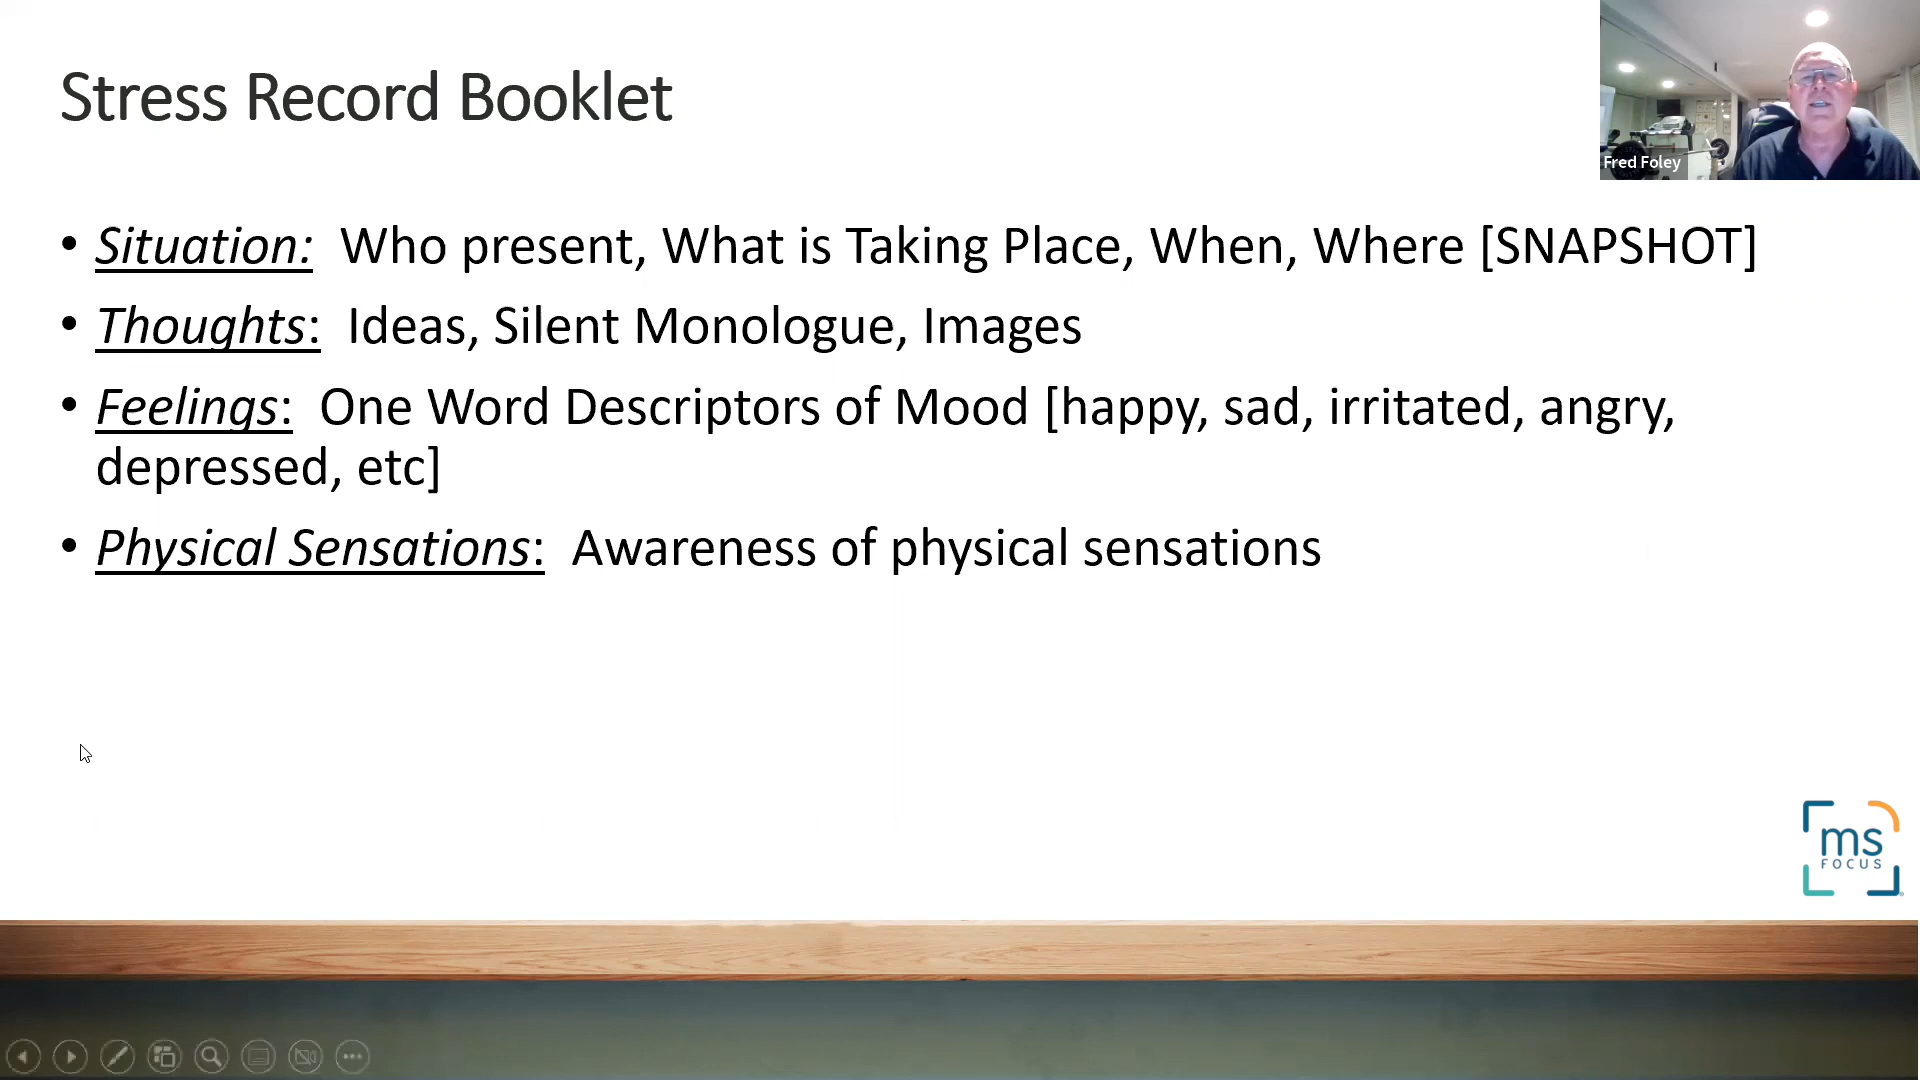 Stress Record Booklet
Fred Foley
• Situation: Who present, What is Taking Place, When, Where [SNAPSHOT]
• Thoughts: Ideas, Silent Monologue, Images
• Feelings: One Word Descriptors of Mood [happy, sad, irritated, angry,
depressed, etc]
• Physical Sensations: Awareness of physical sensations
ms
FOCUS